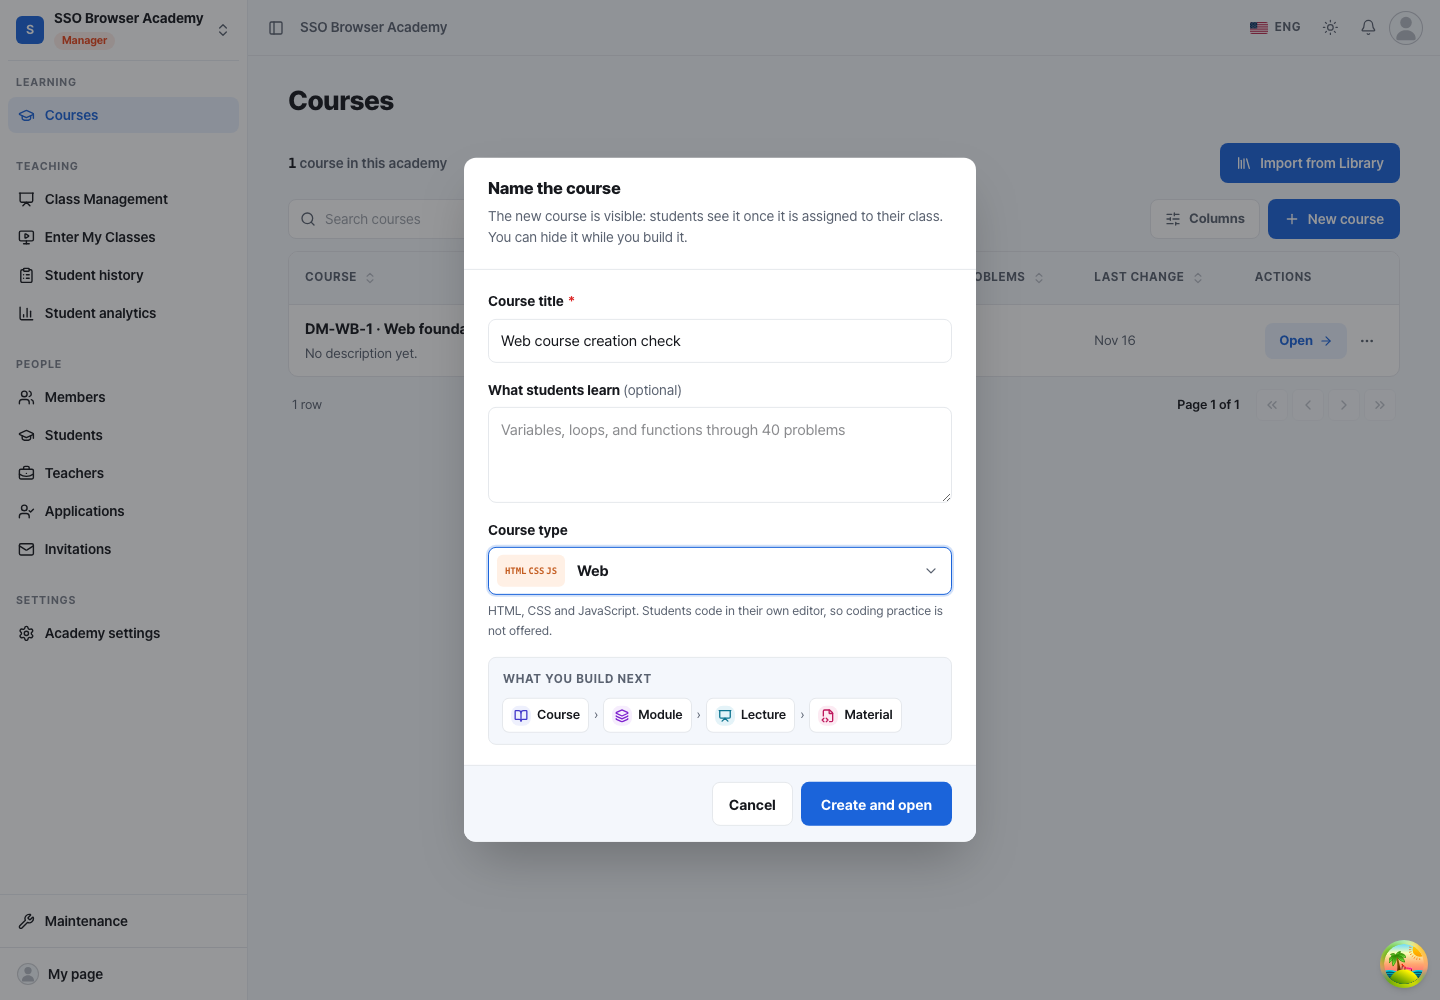 S
SSO Browser Academy
Manager
LEARNING
Courses
TEACHING
Class Management
Enter My Classes
Student history
Student analytics
PEOPLE
Members
Students
Teachers
Applications
Invitations
SETTINGS
Academy settings
Maintenance
My page
SSO Browser Academy
ENG
Courses
1 course in this academy
Import from Library
Search courses
Columns
New course
COURSE
OBLEMS
LAST CHANGE
ACTIONS
DM-WB-1 · Web founda
No description yet.
Nov 16
Open
1 row
Page 1 of 1
Name the course
The new course is visible: students see it once it is assigned to their class.
You can hide it while you build it.
Course title *
Web course creation check
What students learn (optional)
Variables, loops, and functions through 40 problems
Course type
HTML CSS JS
Web
HTML, CSS and JavaScript. Students code in their own editor, so coding practice is
not offered.
WHAT YOU BUILD NEXT
Course › Module › Lecture › Material
Cancel
Create and open